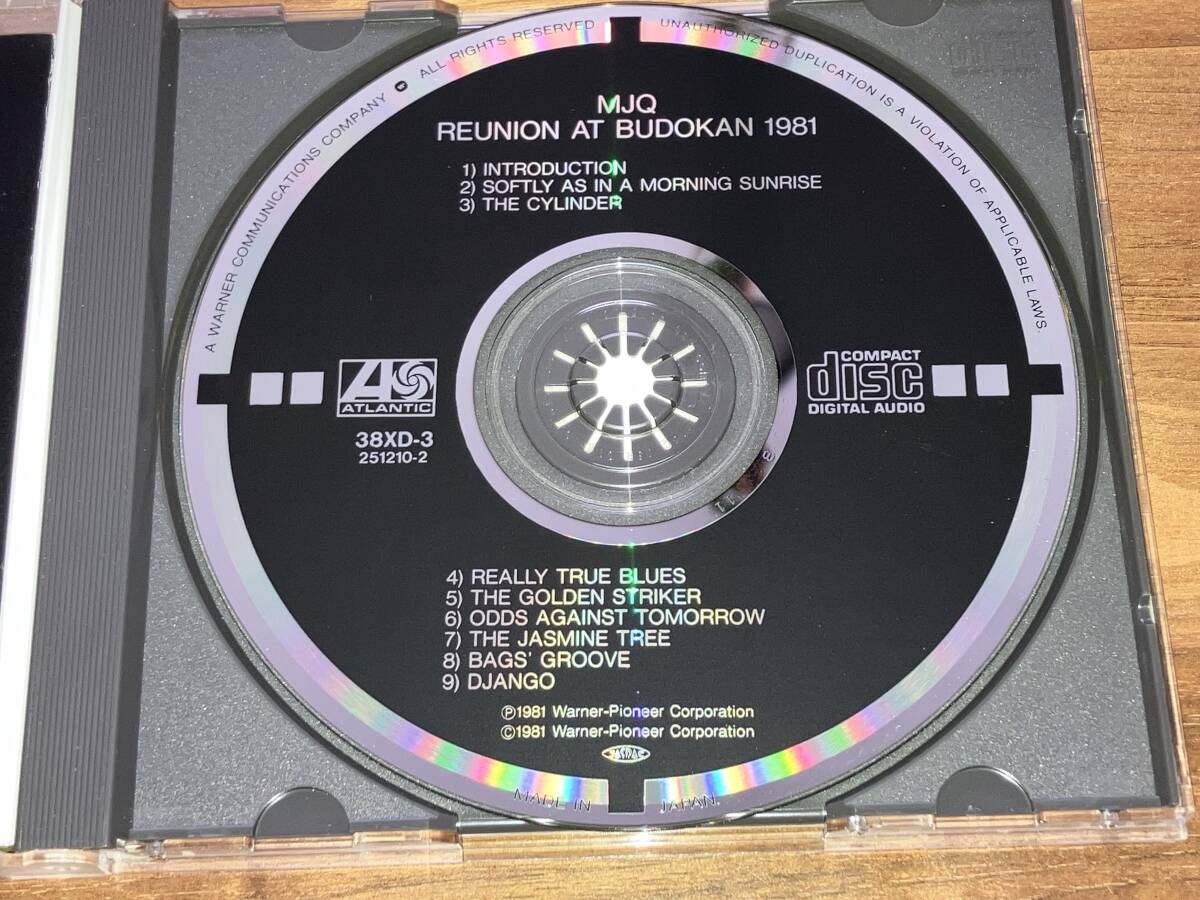 A WARNER COMMUNICATIONS COMPANY
ALL RIGHTS RESERVED
UNAUTHORIZED DUPLICATION IS A VIOLATION OF APPLICABLE LAWS.
MJQ
REUNION AT BUDOKAN 1981
1) INTRODUCTION
2) SOFTLY AS IN A MORNING SUNRISE
3) THE CYLINDER
ATLANTIC
38XD-3
251210-2
COMPACT
disc
DIGITAL AUDIO
4) REALLY TRUE BLUES
5) THE GOLDEN STRIKER
6) ODDS AGAINST TOMORROW
7) THE JASMINE TREE
8) BAGS' GROOVE
9) DJANGO
Ⓟ1981 Warner-Pioneer Corporation
©1981 Warner-Pioneer Corporation
JASRAC
MADE IN JAPAN.